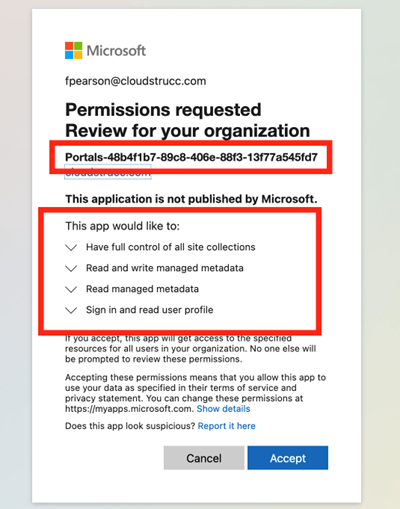 Microsoft
fpearson@cloudstrucc.com
Permissions requested
Review for your organization
Portals-48b4f1b7-89c8-406e-88f3-13f77a545fd7
cloudstrucc.com
This application is not published by Microsoft.
This app would like to:
Have full control of all site collections
Read and write managed metadata
Read managed metadata
Sign in and read user profile
If you accept, this app will get access to the specified
resources for all users in your organization. No one else will
be prompted to review these permissions.
Accepting these permissions means that you allow this app to
use your data as specified in their terms of service and
privacy statement. You can change these permissions at
https://myapps.microsoft.com. Show details
Does this app look suspicious? Report it here
Cancel
Accept